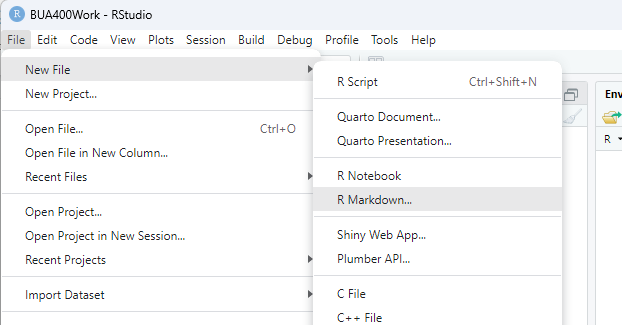 R BUA400Work - RStudio
File Edit Code View Plots Session Build Debug Profile Tools Help
New File
New Project...
Open File... Ctrl+O
Open File in New Column...
Recent Files
Open Project...
Open Project in New Session...
Recent Projects
Import Dataset
R Script Ctrl+Shift+N
Quarto Document...
Quarto Presentation...
R Notebook
R Markdown...
Shiny Web App...
Plumber API...
C File
C++ File
Env
R